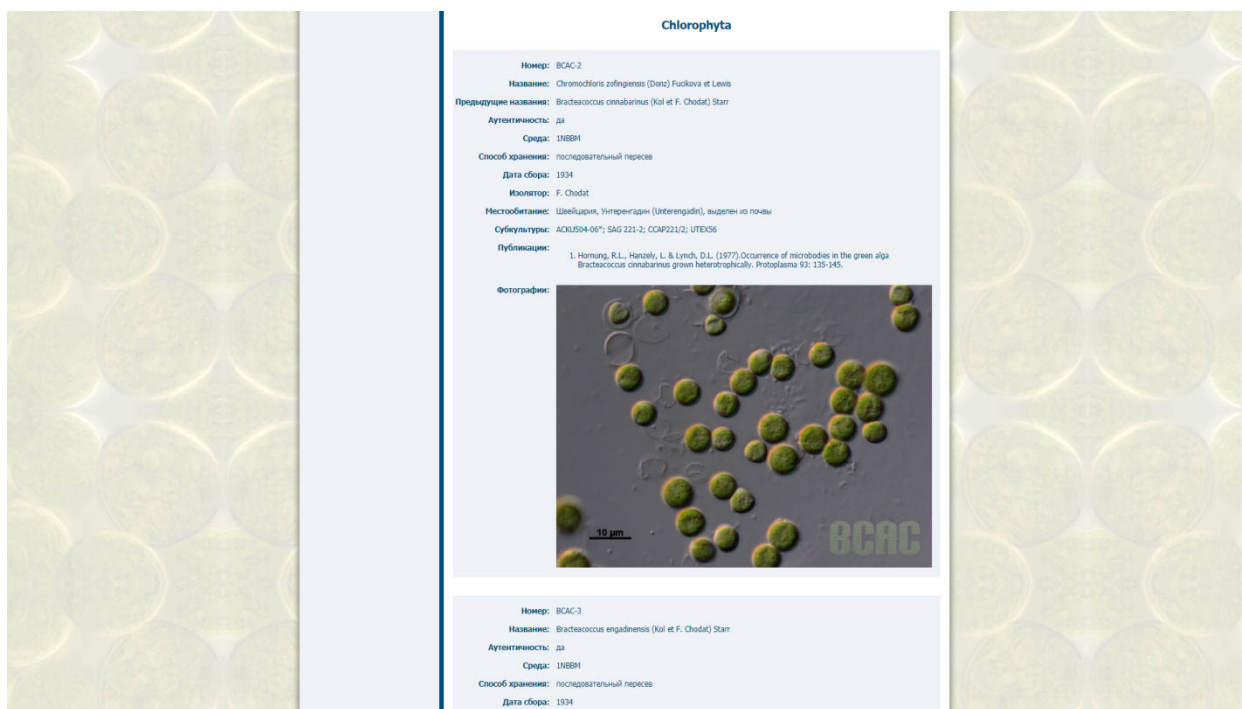 Chlorophyta
Номер: BCAC-2
Название: Chromochloris zofingiensis (Donz) Fucikova et Lewis
Предыдущие названия: Bracteacoccus cinnabarinus (Kol et F. Chodat) Starr
Аутентичность: да
Среда: 1NBBM
Способ хранения: последовательный пересев
Дата сбора: 1934
Изолятор: F. Chodat
Местообитание: Швейцария, Унтеренгадин (Unterengadin), выделен из почвы
Субкультуры: ACKU504-06*; SAG 221-2; CCAP221/2; UTEX56
Публикации:
1. Hornung, R.L., Hanzely, L. & Lynch, D.L. (1977).Occurrence of microbodies in the green alga
Bracteacoccus cinnabarinus grown heterotrophically. Protoplasma 93: 135-145.
Фотографии:
10 µm
BCAC
Номер: BCAC-3
Название: Bracteacoccus engadinensis (Kol et F. Chodat) Starr
Аутентичность: да
Среда: 1NBBM
Способ хранения: последовательный пересев
Дата сбора: 1934